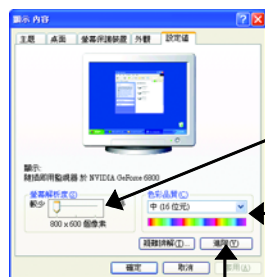 顯示 內容
主題 桌面 螢幕保護裝置 外觀 設定值
顯示:
隨插即用監視器 於 NVIDIA GeForce 6800
螢幕解析度(S)
較少
800 x 600 個像素
色彩品質(C)
中 (16 位元)
疑難排解(T)... 進階(V)
確定 取消